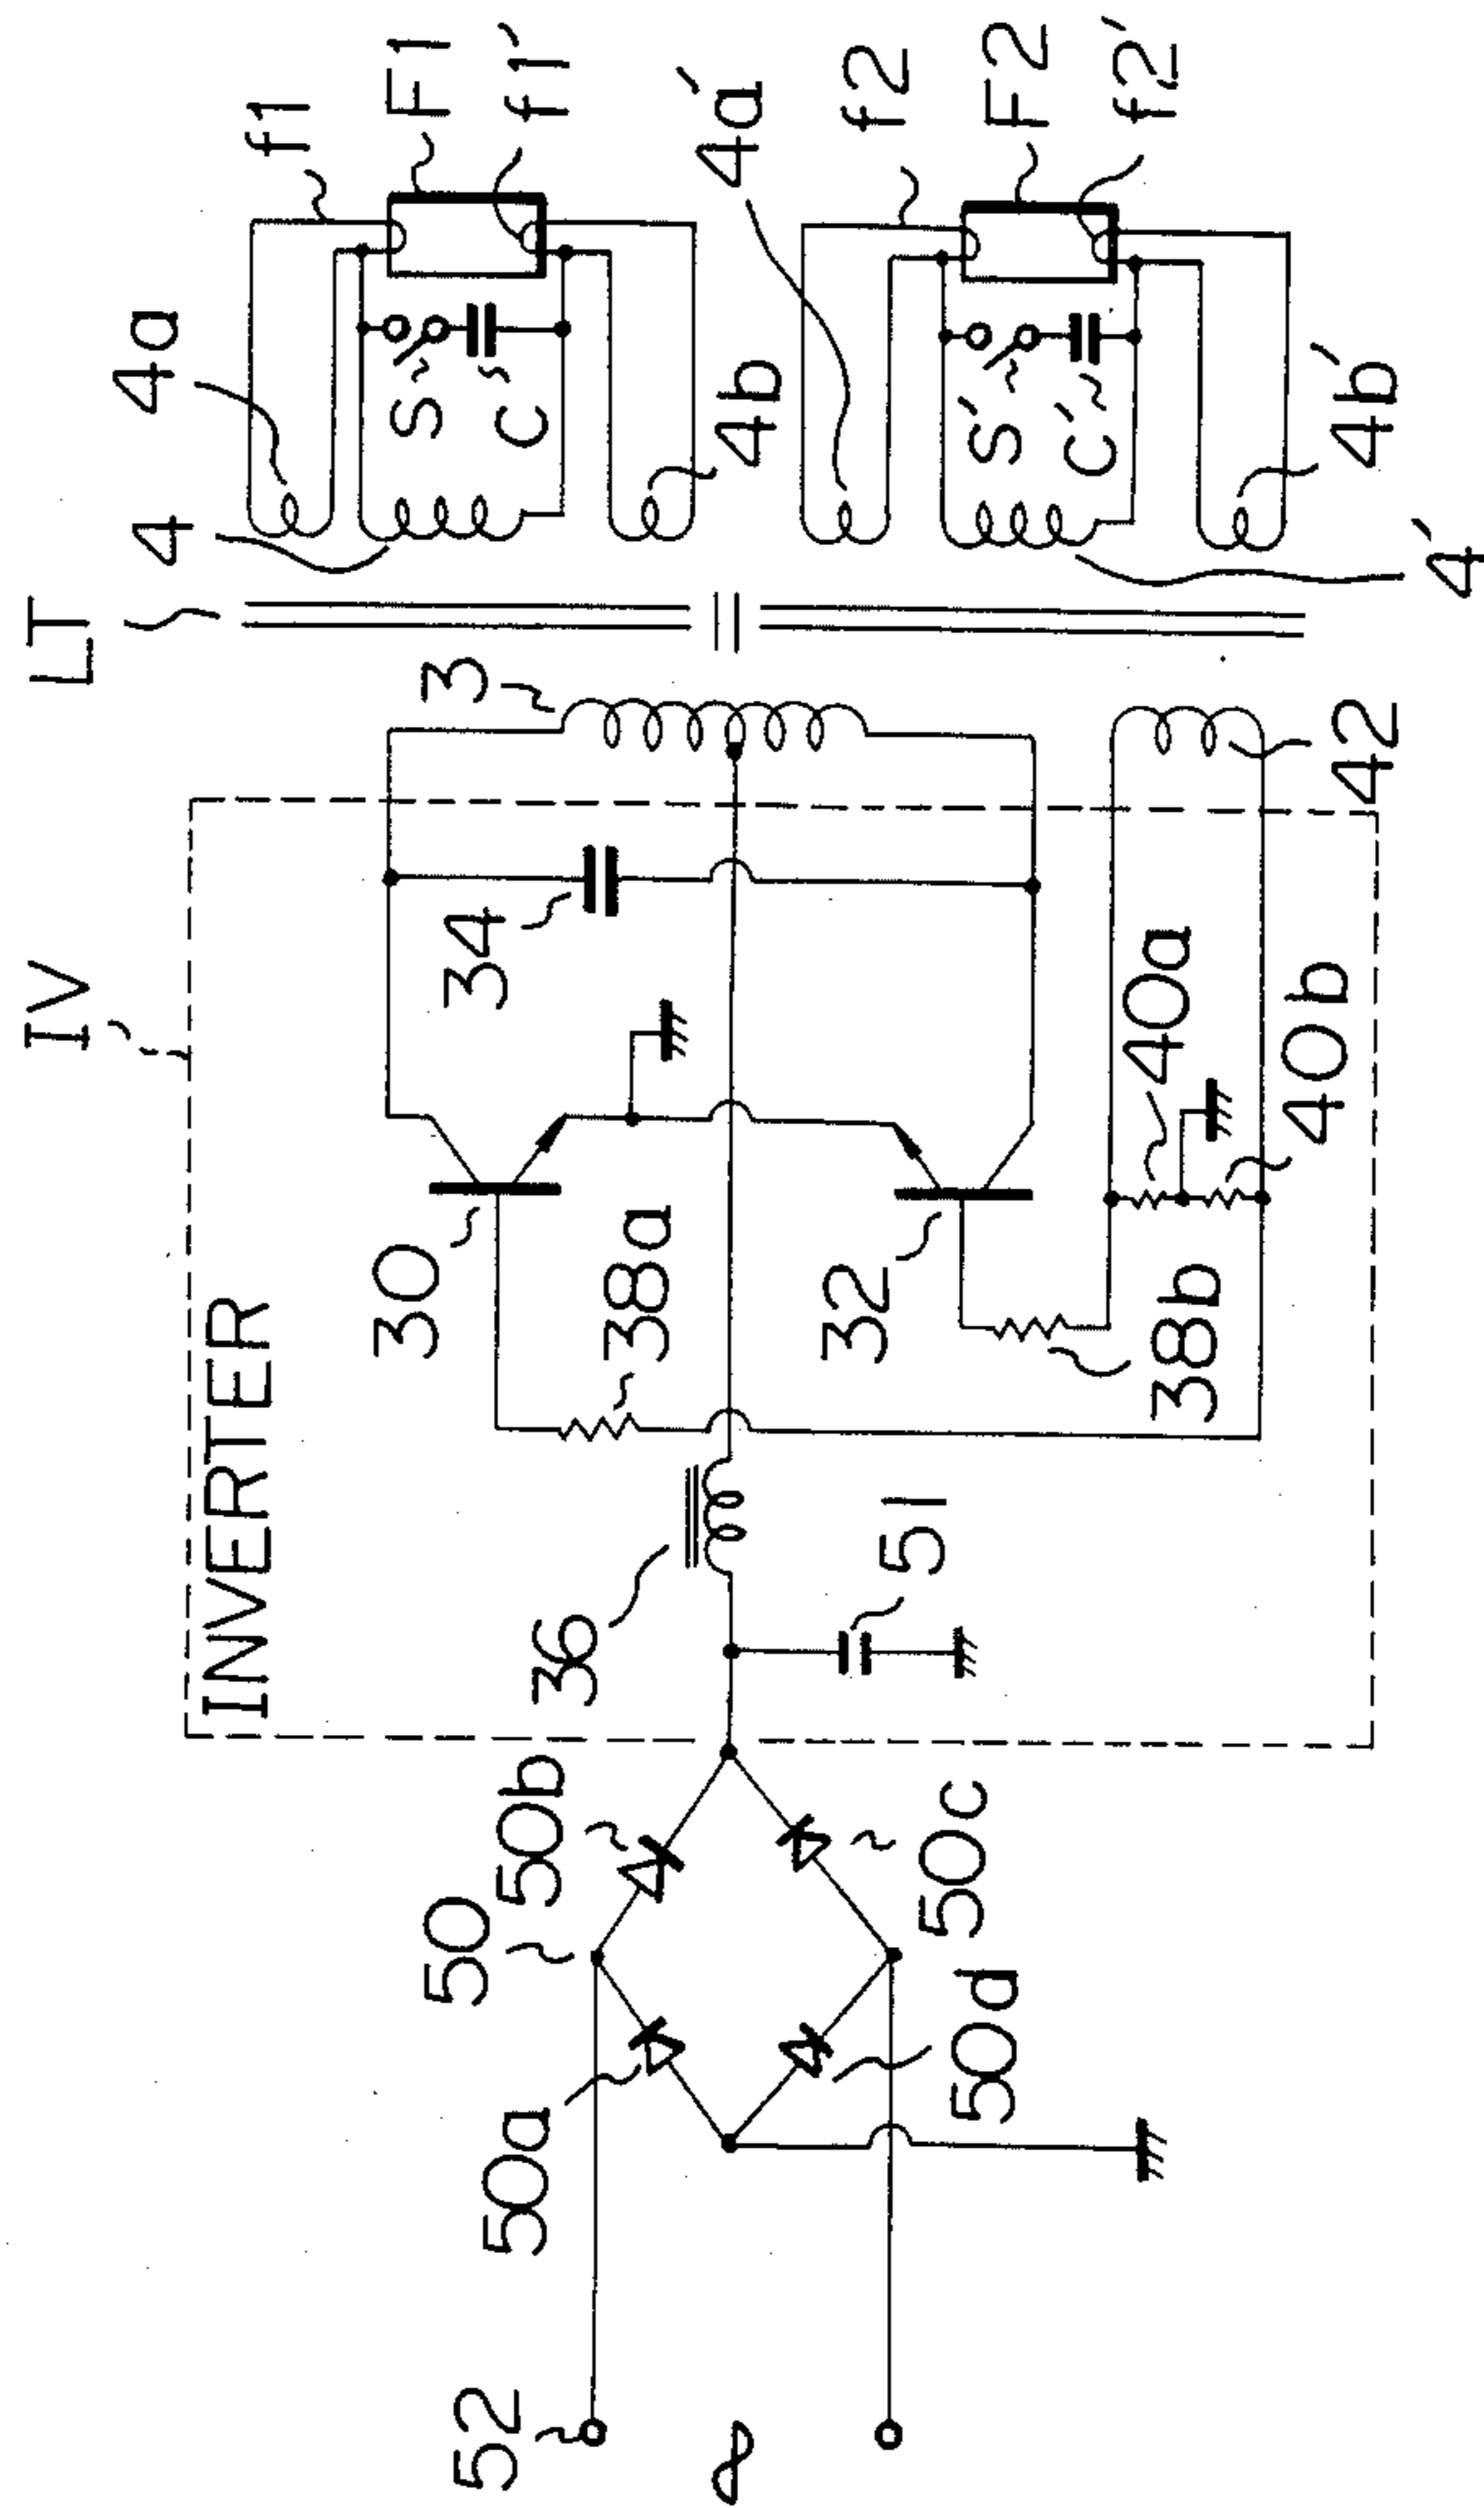 INVERTER
IV
LT
4
4a
f1
F1
f1'
S
C
4b
4a'
f2
F2
f2'
S'
C'
4b'
4'
3
34
30
38a
32
38b
40a
40b
42
36
51
50
50a
50b
50c
50d
52